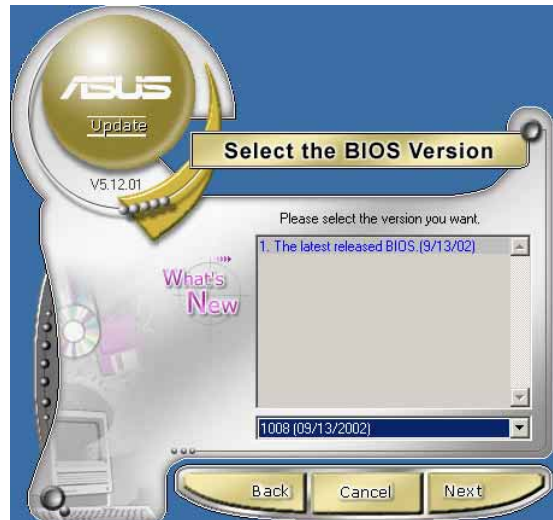 ASUS
Update
V5.12.01
Select the BIOS Version
Please select the version you want.
1. The latest released BIOS.(9/13/02)
What's
New
1008 (09/13/2002)
Back
Cancel
Next